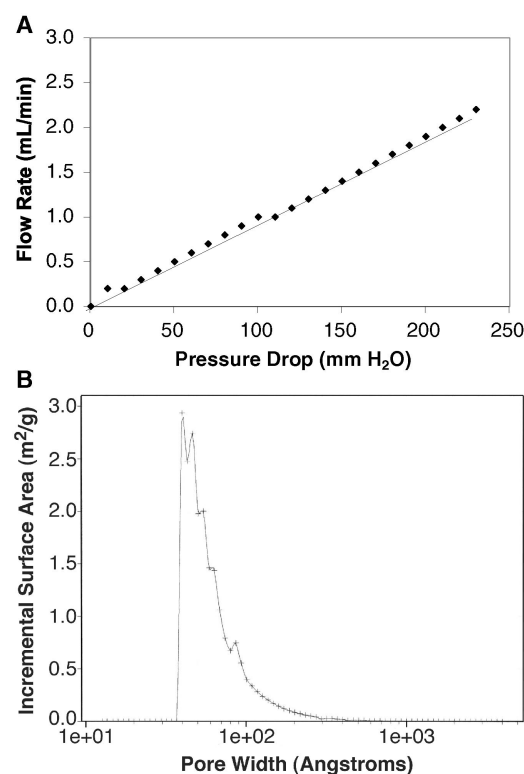 A
3.0
2.5
2.0
1.5
1.0
0.5
0.0
Flow Rate (mL/min)
0
50
100
150
200
250
Pressure Drop (mm H₂O)
B
3.0
2.5
2.0
1.5
1.0
0.5
0.0
Incremental Surface Area (m²/g)
1e+01
1e+02
1e+03
Pore Width (Angstroms)